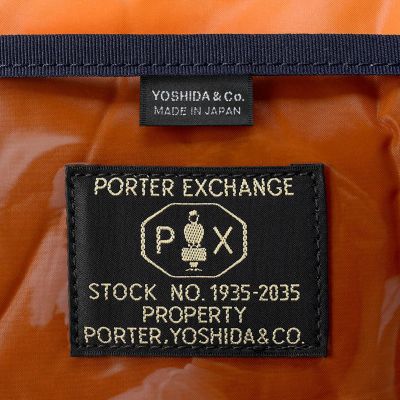 YOSHIDA & Co.
MADE IN JAPAN
PORTER EXCHANGE
P X
STOCK NO. 1935-2035
PROPERTY
PORTER, YOSHIDA & CO.